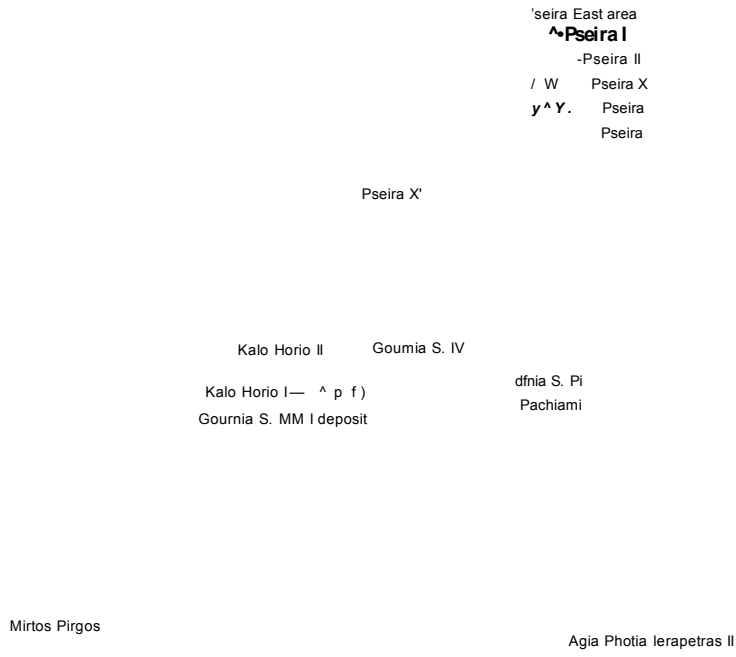 'seira East area
^•Pseira I
-Pseira II
/ W Pseira X
y ^ Y . Pseira
Pseira
Pseira X'
Kalo Horio II Goumia S. IV
dfnia S. Pi
Kalo Horio I— ^ p f )
Pachiami
Gournia S. MM I deposit
Mirtos Pirgos
Agia Photia Ierapetras II